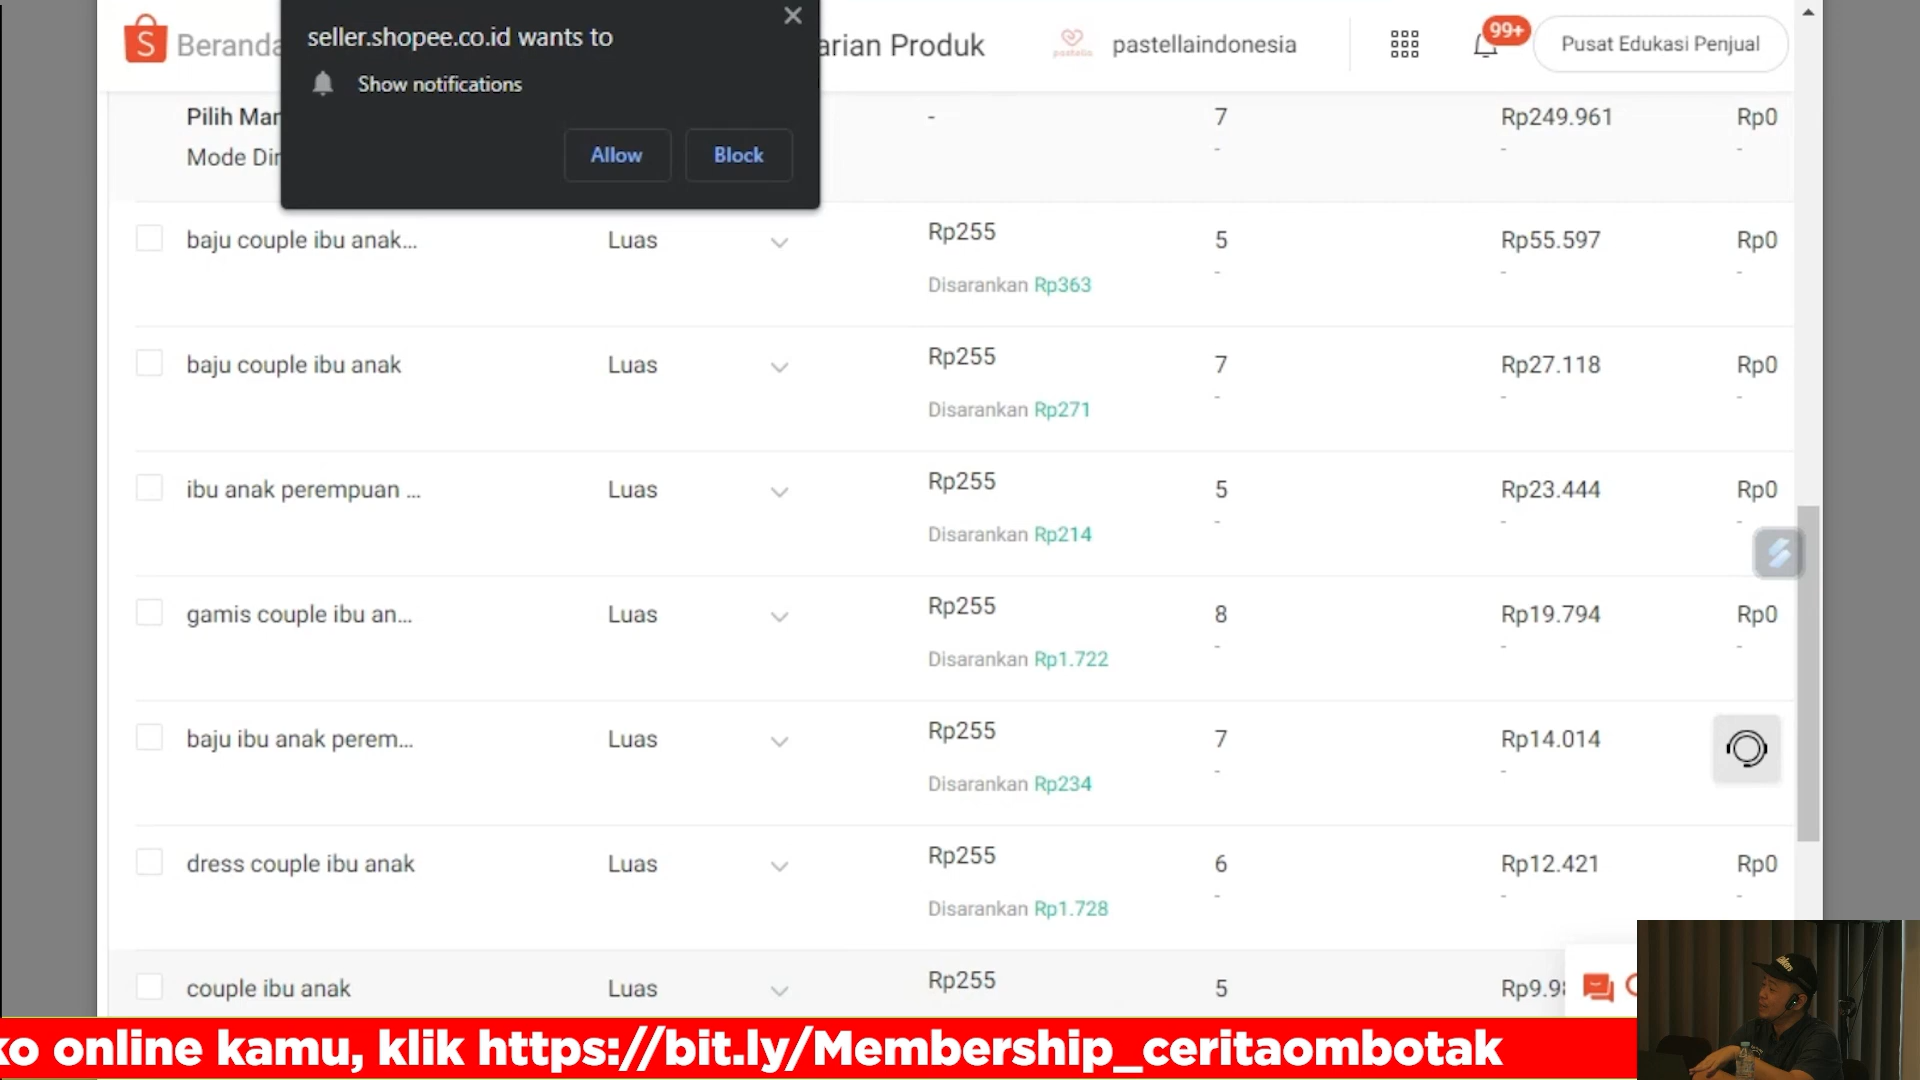 seller.shopee.co.id wants to
Show notifications
Allow
Block
S
Beranda
arian Produk
pastella
pastellaindonesia
99+
Pusat Edukasi Penjual
Pilih Man
-
7
Rp249.961
Rp0
Mode Dir
-
-
-
baju couple ibu anak...
Luas
Rp255
5
Rp55.597
Rp0
-
-
-
Disarankan Rp363
baju couple ibu anak
Luas
Rp255
7
Rp27.118
Rp0
-
-
-
Disarankan Rp271
ibu anak perempuan ...
Luas
Rp255
5
Rp23.444
Rp0
-
-
-
Disarankan Rp214
gamis couple ibu an...
Luas
Rp255
8
Rp19.794
Rp0
-
-
-
Disarankan Rp1.722
baju ibu anak perem...
Luas
Rp255
7
Rp14.014
-
-
Disarankan Rp234
dress couple ibu anak
Luas
Rp255
6
Rp12.421
Rp0
-
-
-
Disarankan Rp1.728
couple ibu anak
Luas
Rp255
5
Rp9.98
ko online kamu, klik https://bit.ly/Membership_ceritaombotak